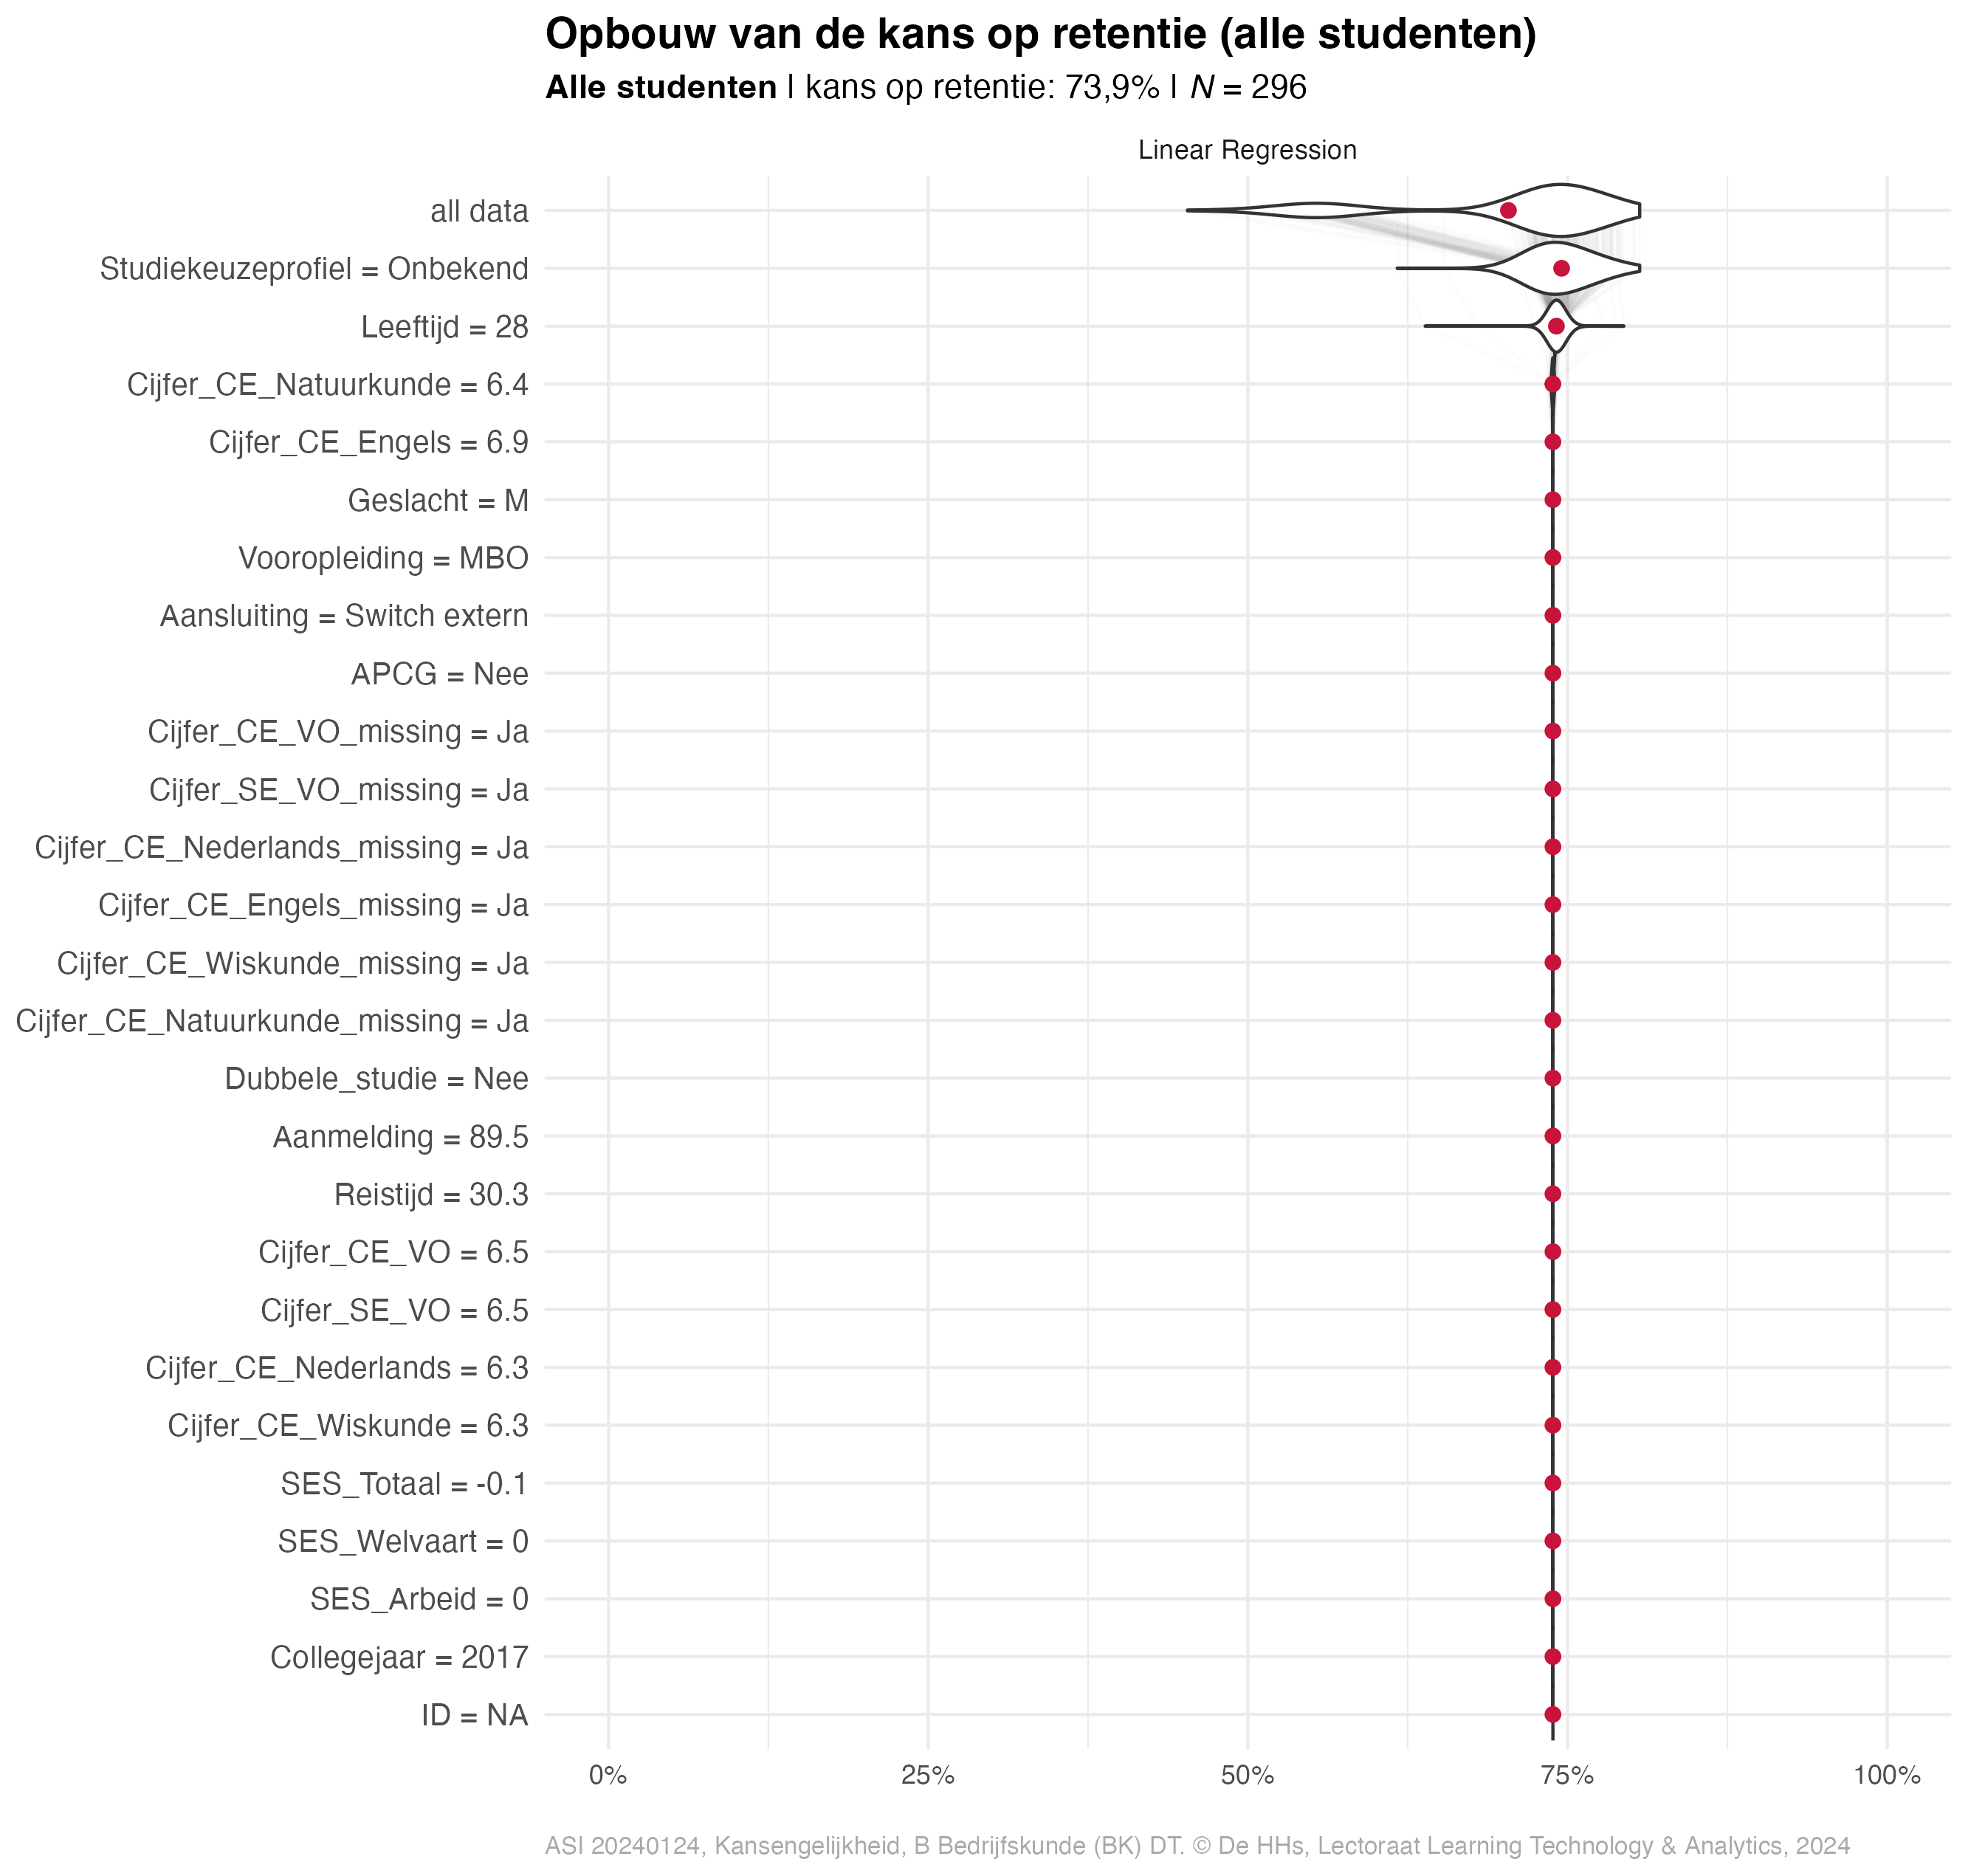 Opbouw van de kans op retentie (alle studenten)
Alle studenten | kans op retentie: 73,9% | N = 296
Linear Regression
all data
Studiekeuzeprofiel = Onbekend
Leeftijd = 28
Cijfer_CE_Natuurkunde = 6.4
Cijfer_CE_Engels = 6.9
Geslacht = M
Vooropleiding = MBO
Aansluiting = Switch extern
APCG = Nee
Cijfer_CE_VO_missing = Ja
Cijfer_SE_VO_missing = Ja
Cijfer_CE_Nederlands_missing = Ja
Cijfer_CE_Engels_missing = Ja
Cijfer_CE_Wiskunde_missing = Ja
Cijfer_CE_Natuurkunde_missing = Ja
Dubbele_studie = Nee
Aanmelding = 89.5
Reistijd = 30.3
Cijfer_CE_VO = 6.5
Cijfer_SE_VO = 6.5
Cijfer_CE_Nederlands = 6.3
Cijfer_CE_Wiskunde = 6.3
SES_Totaal = -0.1
SES_Welvaart = 0
SES_Arbeid = 0
Collegejaar = 2017
ID = NA
0% 25% 50% 75% 100%
ASI 20240124, Kansengelijkheid, B Bedrijfskunde (BK) DT. © De HHs, Lectoraat Learning Technology & Analytics, 2024